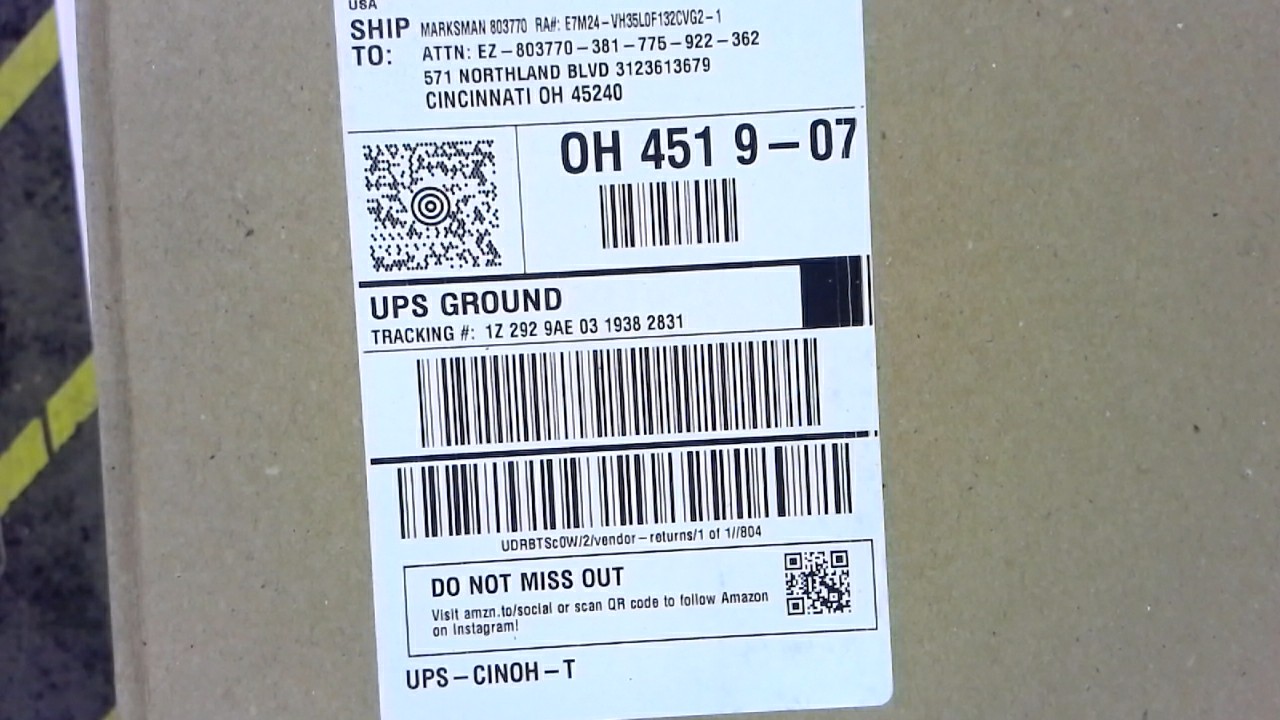 USA
SHIP TO: MARKSMAN 803770 RA#: E7M24-VH35LDF132CVG2-1
ATTN: EZ-803770-381-775-922-362
571 NORTHLAND BLVD 3123613679
CINCINNATI OH 45240
OH 451 9-07
UPS GROUND
TRACKING #: 1Z 292 9AE 03 1938 2831
UDRBTSc0W/2/vendor-returns/1 of 1//804
DO NOT MISS OUT
Visit amzn.to/social or scan QR code to follow Amazon
on Instagram!
UPS-CINOH-T